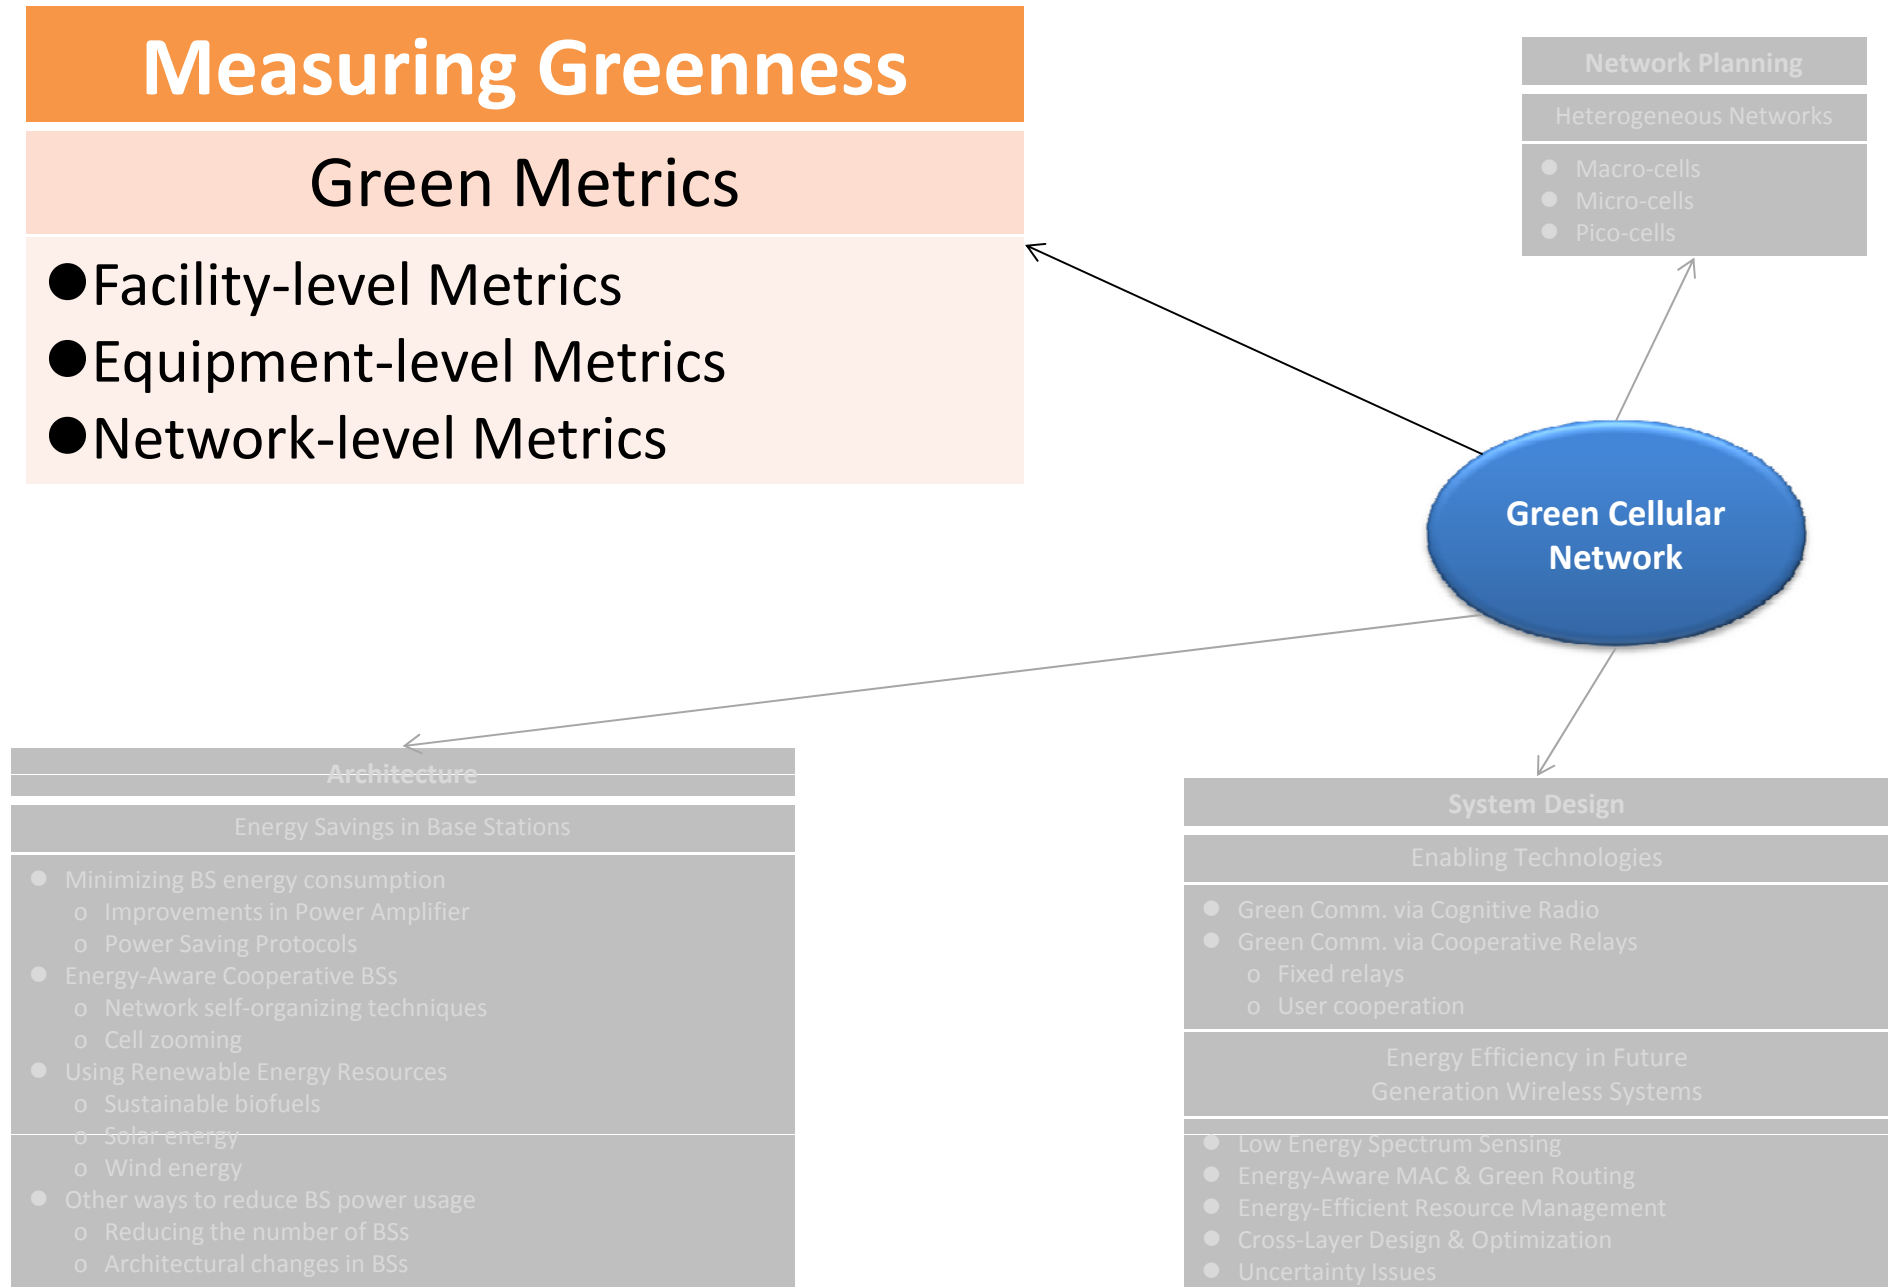 Measuring Greenness
Green Metrics
●Facility-level Metrics
●Equipment-level Metrics
●Network-level Metrics
Network Planning
Heterogeneous Networks
● Macro-cells
● Micro-cells
● Pico-cells
Green Cellular
Network
Architecture
Energy Savings in Base Stations
● Minimizing BS energy consumption
o Improvements in Power Amplifier
o Power Saving Protocols
● Energy-Aware Cooperative BSs
o Network self-organizing techniques
o Cell zooming
● Using Renewable Energy Resources
o Sustainable biofuels
o Solar energy
o Wind energy
● Other ways to reduce BS power usage
o Reducing the number of BSs
o Architectural changes in BSs
System Design
Enabling Technologies
● Green Comm. via Cognitive Radio
● Green Comm. via Cooperative Relays
o Fixed relays
o User cooperation
Energy Efficiency in Future
Generation Wireless Systems
● Low Energy Spectrum Sensing
● Energy-Aware MAC & Green Routing
● Energy-Efficient Resource Management
● Cross-Layer Design & Optimization
● Uncertainty Issues